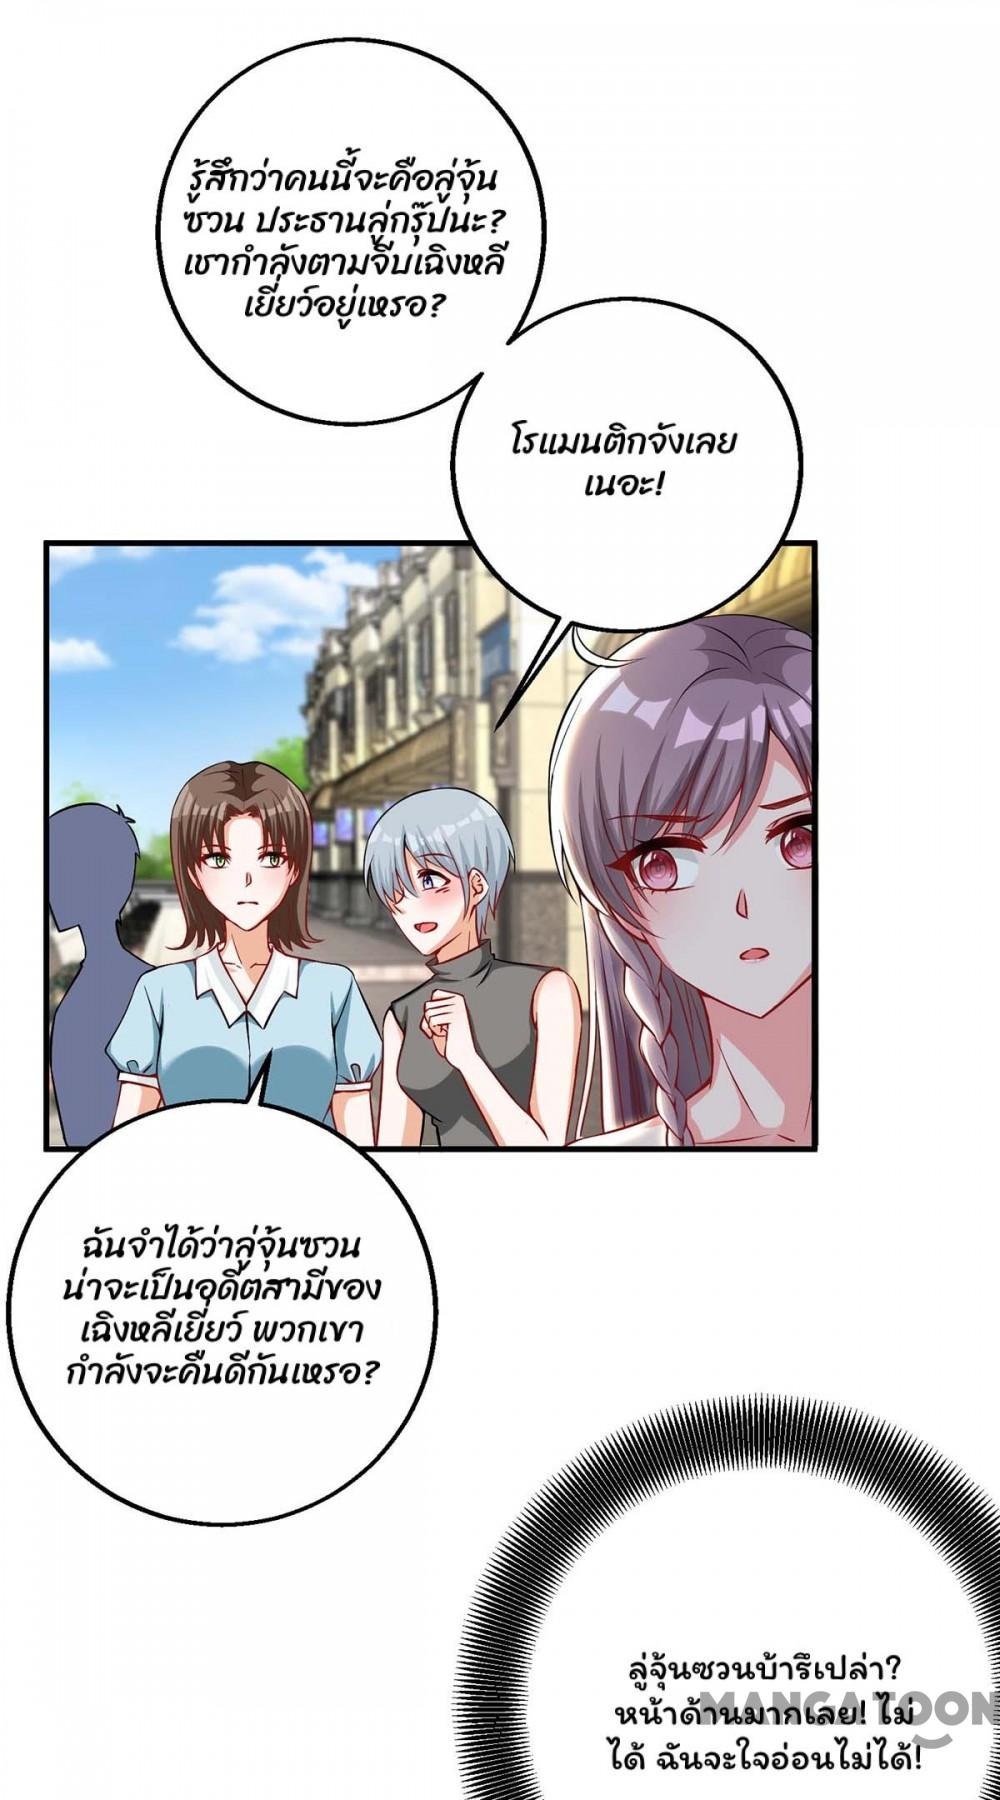 รู้สึกว่าคนนี้จะคือลู่จุ้น
ซวน ประธานลู่กรุ๊ปนะ?
เขากำลังตามจีบเฉิงหลี
เยี่ยว์อยู่เหรอ?
โรแมนติกจังเลย
เนอะ!
ฉันจำได้ว่าลู่จุ้นซวน
น่าจะเป็นอดีตสามีของ
เฉิงหลีเยี่ยว์ พวกเขา
กำลังจะคืนดีกันเหรอ?
ลู่จุ้นซวนบ้ารึเปล่า?
หน้าด้านมากเลย! ไม่
ได้ ฉันจะใจอ่อนไม่ได้!
MANGATOON